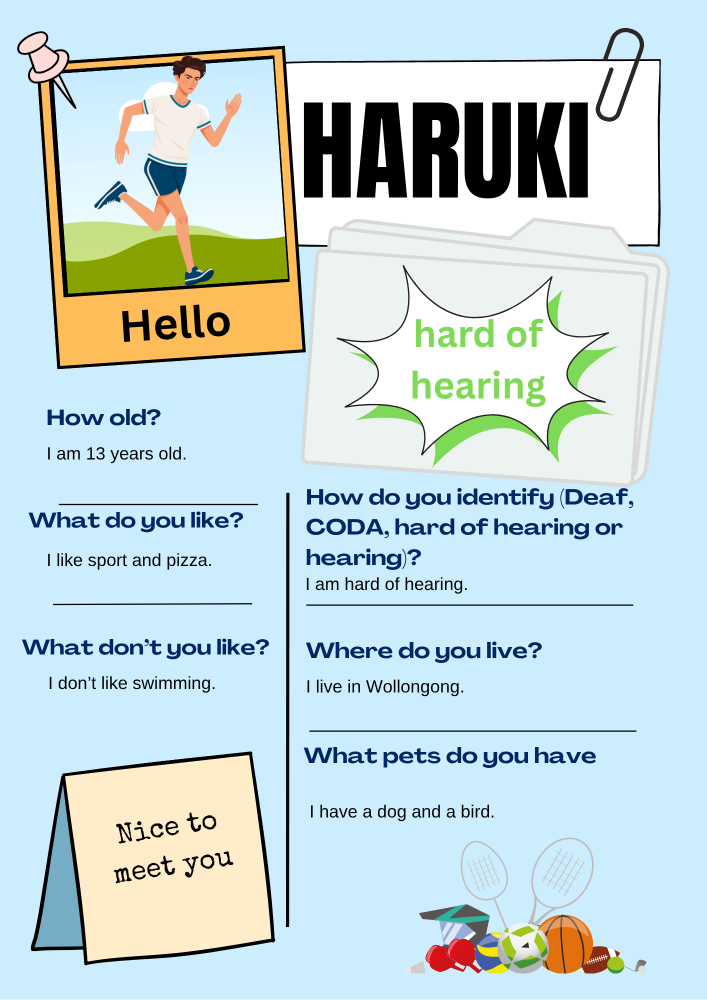 HARUKI
Hello
hard of
hearing
How old?
I am 13 years old.
What do you like?
I like sport and pizza.
What don’t you like?
I don’t like swimming.
Nice to
meet you
How do you identify (Deaf,
CODA, hard of hearing or
hearing)?
I am hard of hearing.
Where do you live?
I live in Wollongong.
What pets do you have
I have a dog and a bird.